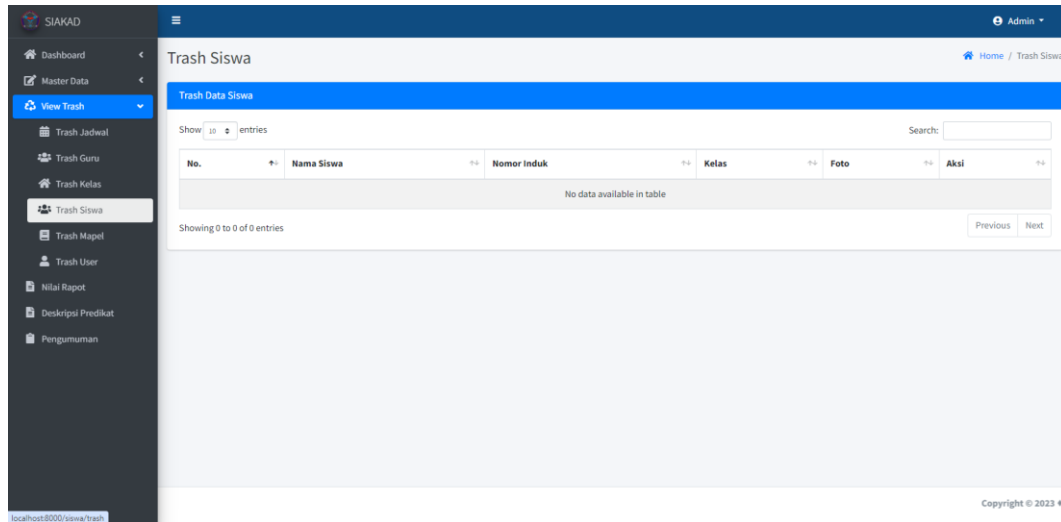 SIAKAD
Admin
Dashboard
Master Data
View Trash
Trash Jadwal
Trash Guru
Trash Kelas
Trash Siswa
Trash Mapel
Trash User
Nilai Rapot
Deskripsi Predikat
Pengumuman
Trash Siswa
Home / Trash Siswa
Trash Data Siswa
Show 10 entries
Search:
No. Nama Siswa Nomor Induk Kelas Foto Aksi
No data available in table
Showing 0 to 0 of 0 entries
Previous Next
Copyright © 2023
localhost:8000/siswa/trash